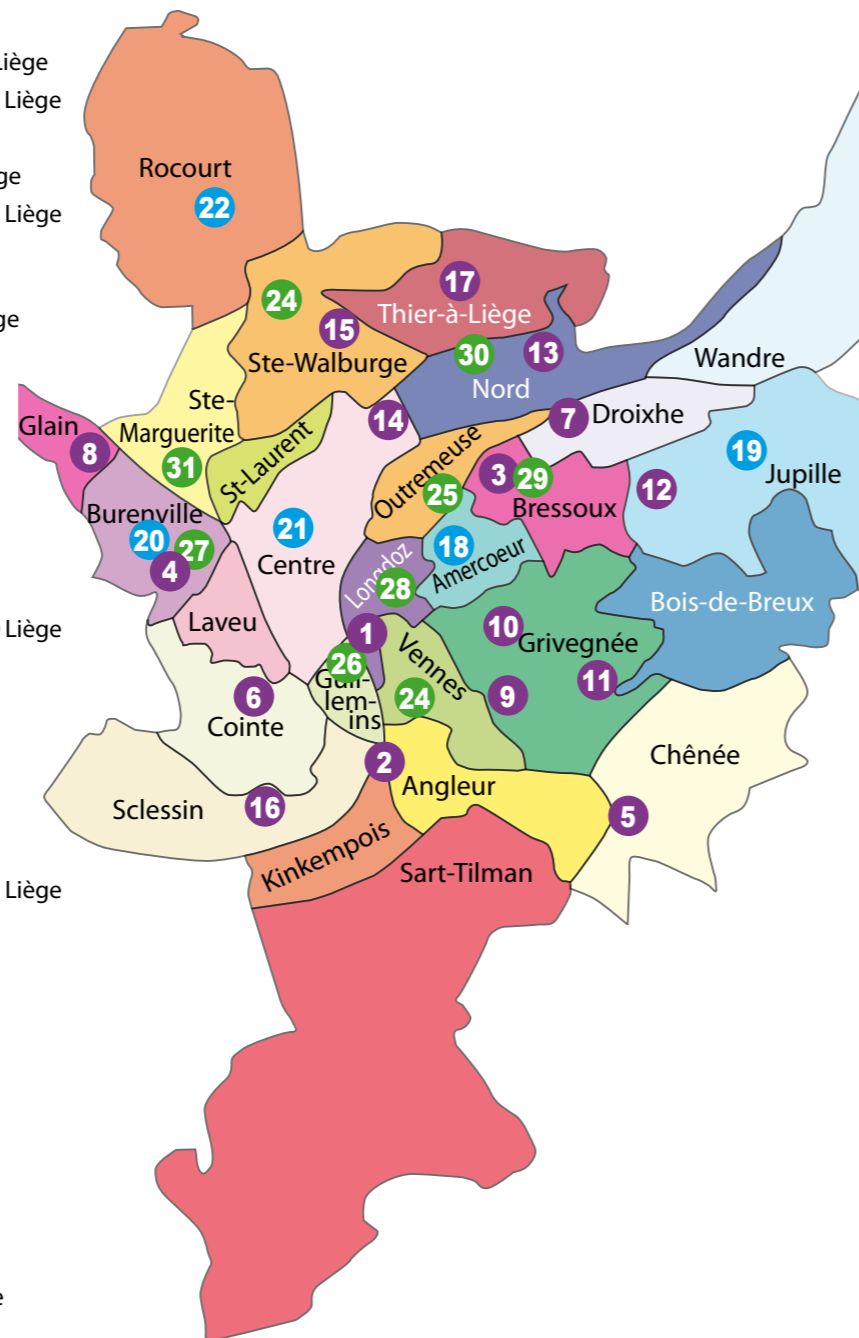 Liège
Liège
Rocourt
ge
22
Liège
17
24
Thier-à-Liège
ge
15
30
13
Ste-Walburge
Nord
Wandre
Ste-
Marguerite
14
7
Droixhe
Glain
8
31
St-Laurent
Outremeuse
3
29
19
Jupille
12
25
Bressoux
Burenville
20
27
4
21
Centre
18
Amercoeur
Longdoz
28
Bois-de-Breux
Laveu
Liège
1
10
Grivegnée
26
Guil-
lem-
ins
Vennes
24
9
11
6
Cointe
2
Chênée
Angleur
Sclessin
16
5
Kinkempois
Sart-Tilman
Liège
e